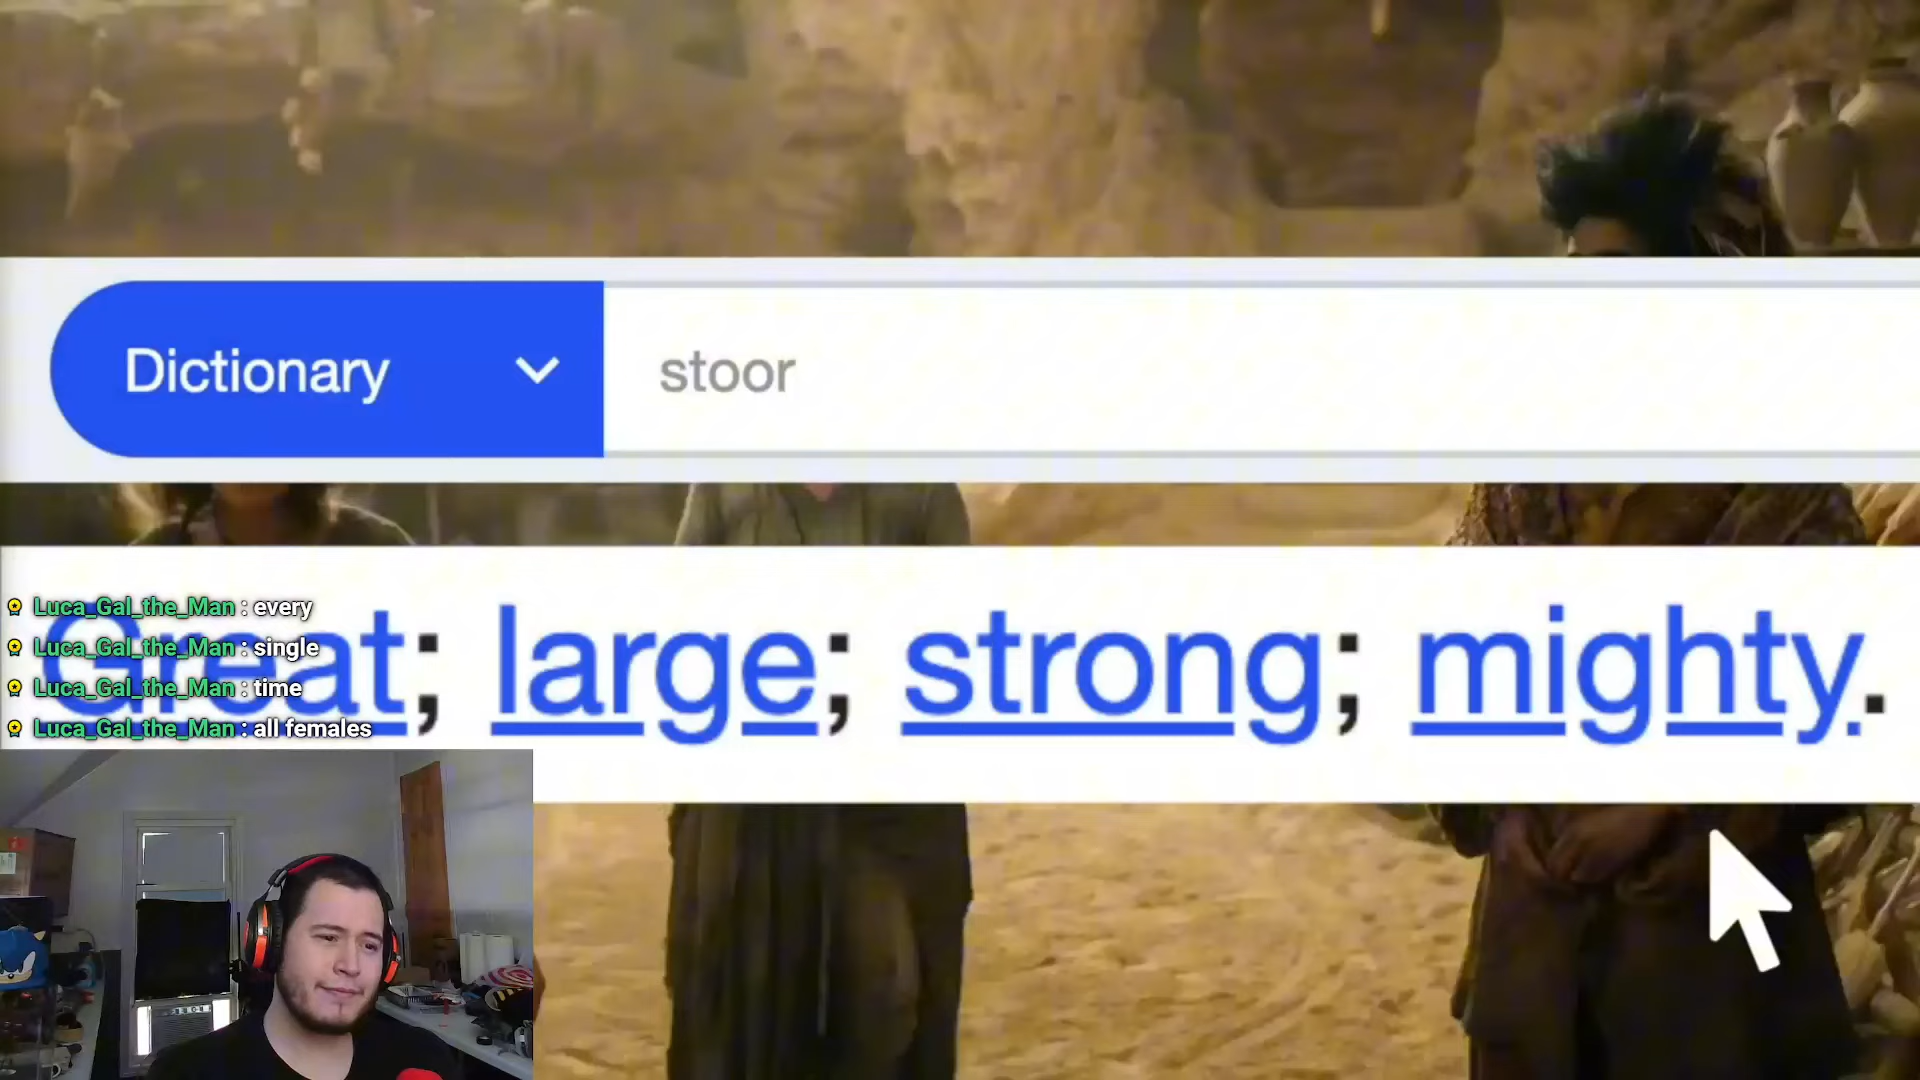 Dictionary
stoor
Great; large; strong; mighty.
Luca_Gal_the_Man : every
Luca_Gal_the_Man : single
Luca_Gal_the_Man : time
Luca_Gal_the_Man : all females